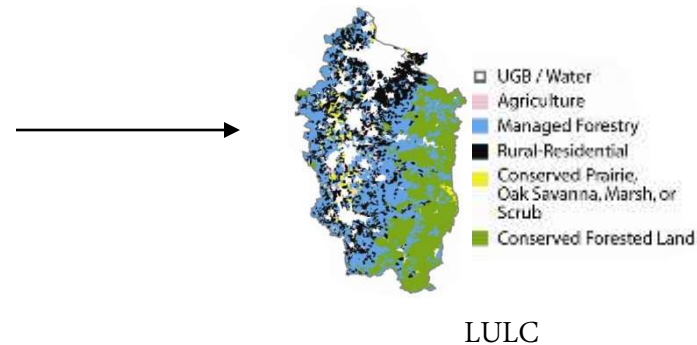 UGB / Water
Agriculture
Managed Forestry
Rural-Residential
Conserved Prairie,
Oak Savanna, Marsh, or
Scrub
Conserved Forested Land
LULC